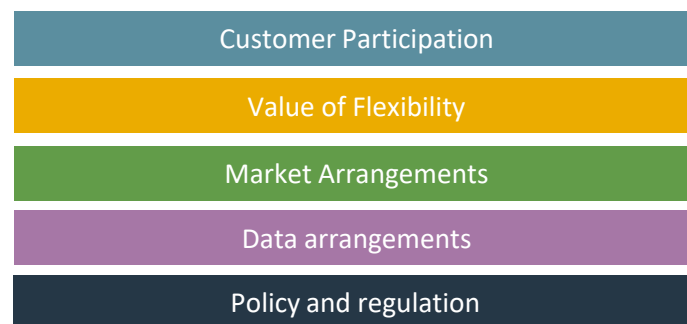 Customer Participation
Value of Flexibility
Market Arrangements
Data arrangements
Policy and regulation